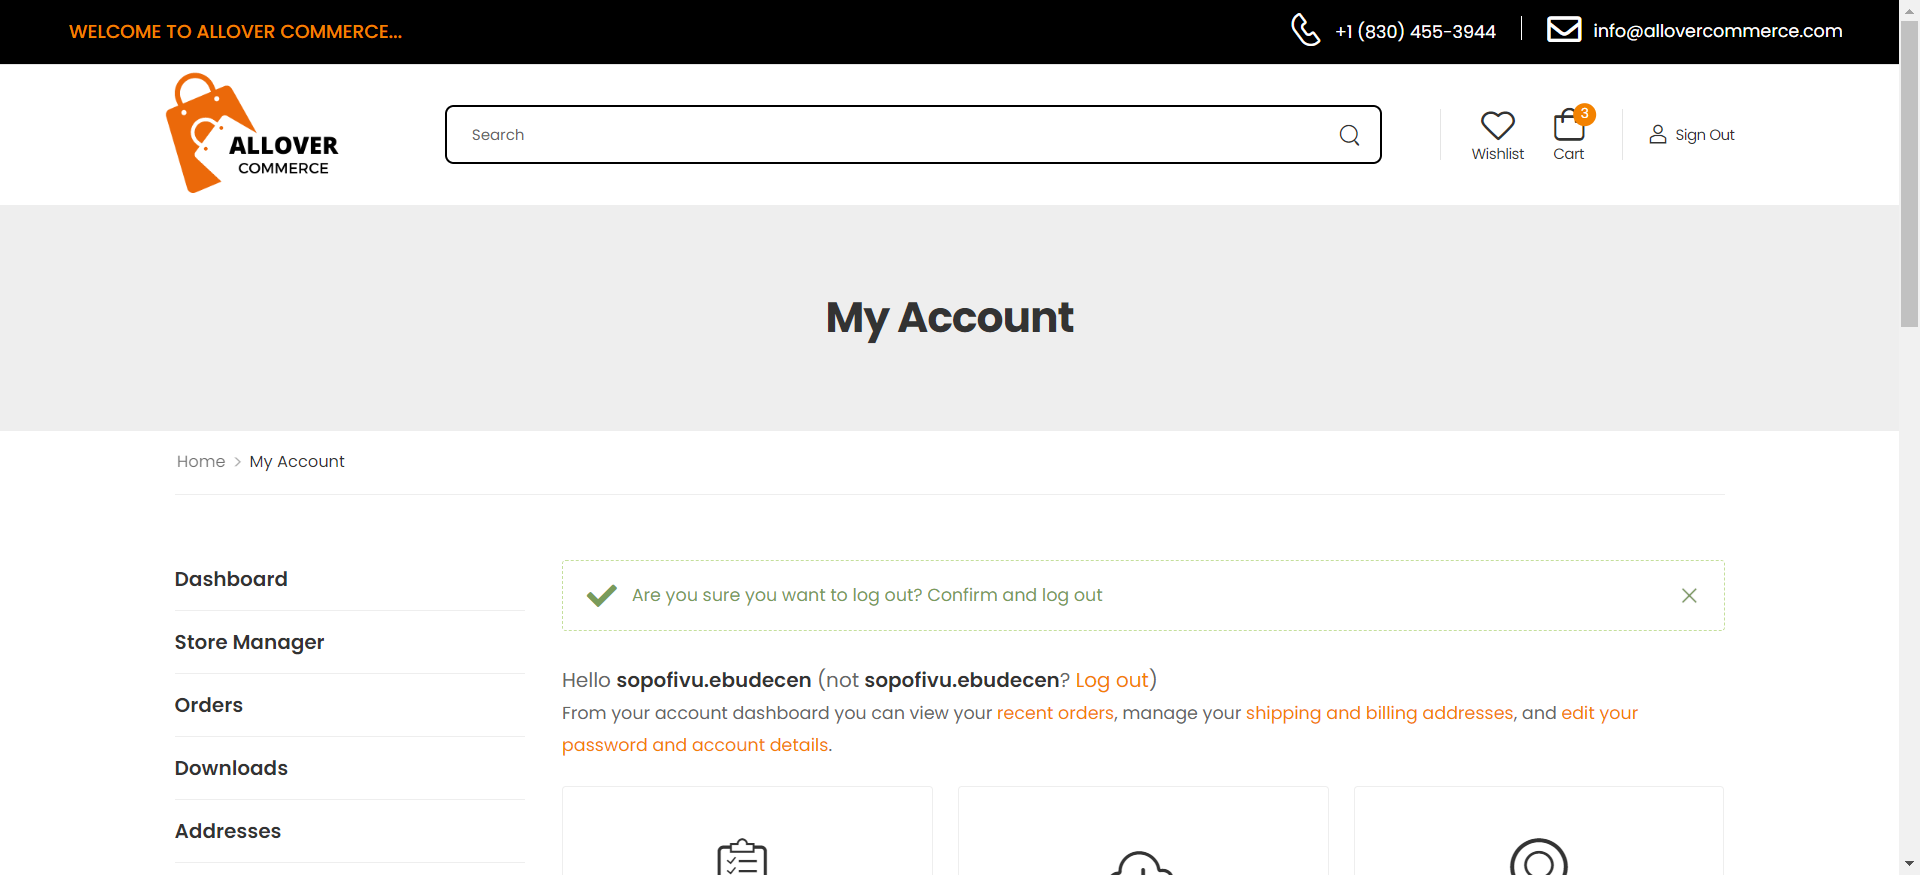 WELCOME TO ALLOVER COMMERCE...
+1 (830) 455-3944
info@allovercommerce.com
ALLOVER
COMMERCE
Search
Wishlist
3
Cart
Sign Out
My Account
Home > My Account
Dashboard
Store Manager
Orders
Downloads
Addresses
Are you sure you want to log out? Confirm and log out
Hello sopofivu.ebudecen (not sopofivu.ebudecen? Log out)
From your account dashboard you can view your recent orders, manage your shipping and billing addresses, and edit your
password and account details.